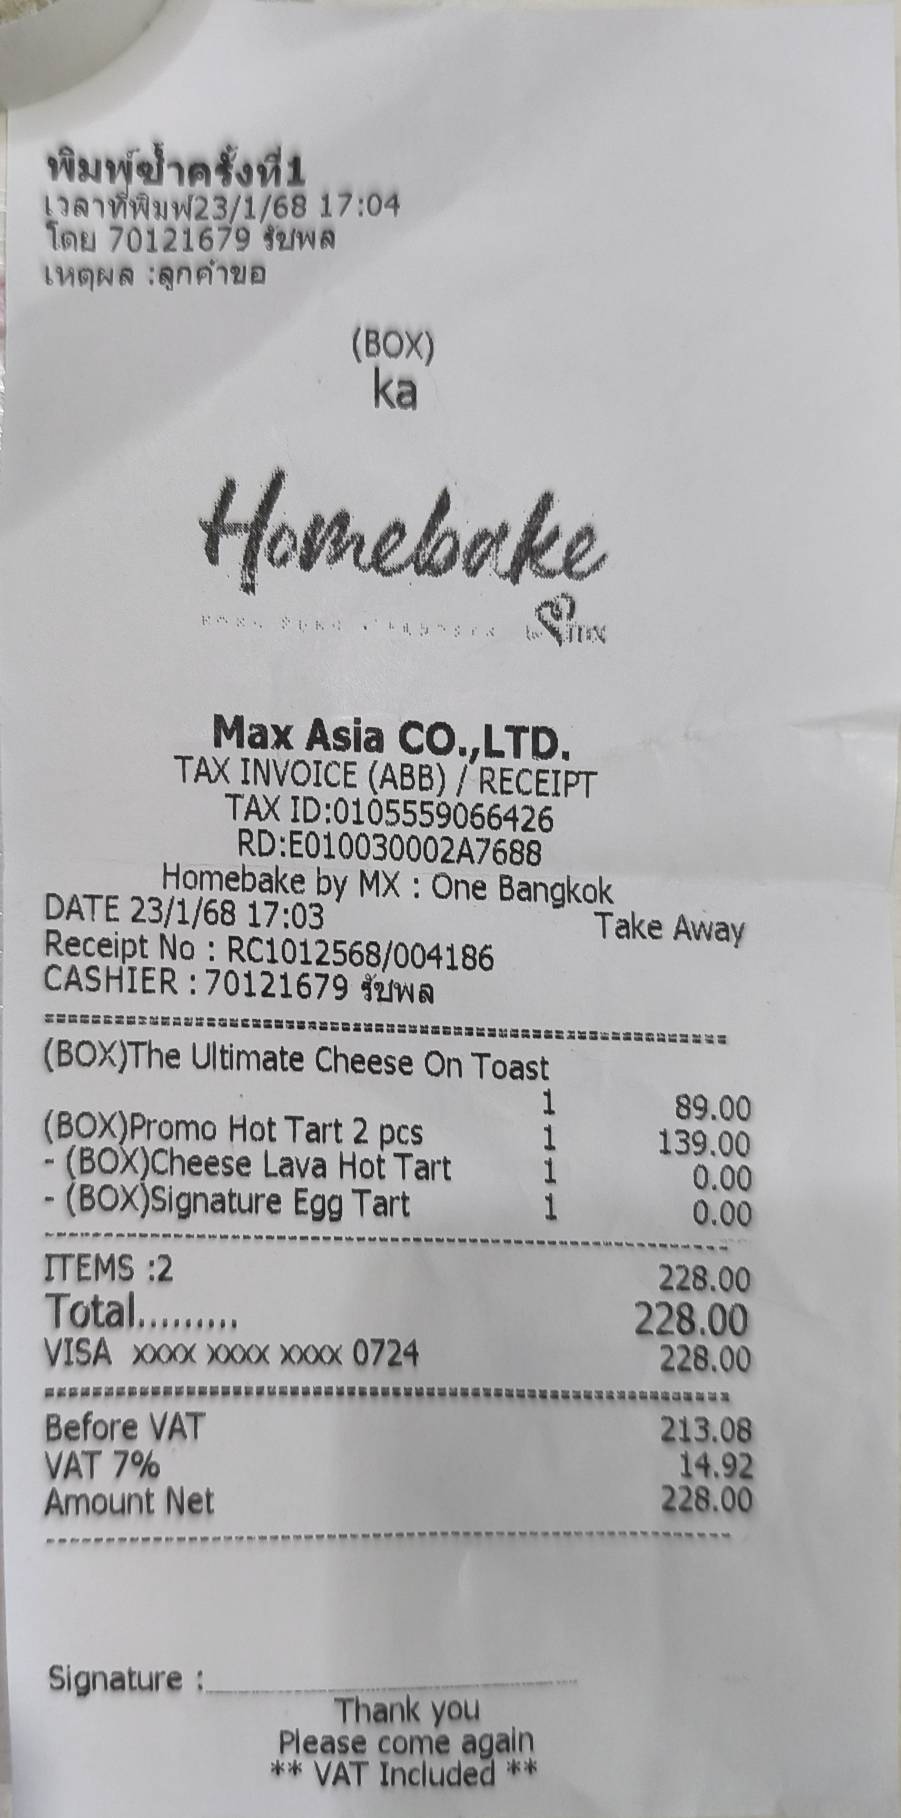 พิมพ์ซ้ำครั้งที่1
เวลาที่พิมพ์23/1/68 17:04
โดย 70121679 รัชพล
เหตุผล :ลูกค้าขอ
(BOX)
ka
Homebake
by mx
Max Asia CO.,LTD.
TAX INVOICE (ABB) / RECEIPT
TAX ID:0105559066426
RD:E010030002A7688
Homebake by MX : One Bangkok
DATE 23/1/68 17:03 Take Away
Receipt No : RC1012568/004186
CASHIER : 70121679 รัชพล
(BOX)The Ultimate Cheese On Toast
1 89.00
(BOX)Promo Hot Tart 2 pcs 1 139.00
- (BOX)Cheese Lava Hot Tart 1 0.00
- (BOX)Signature Egg Tart 1 0.00
ITEMS :2 228.00
Total......... 228.00
VISA xxxx xxxx xxxx 0724 228.00
Before VAT 213.08
VAT 7% 14.92
Amount Net 228.00
Signature :
Thank you
Please come again
** VAT Included **